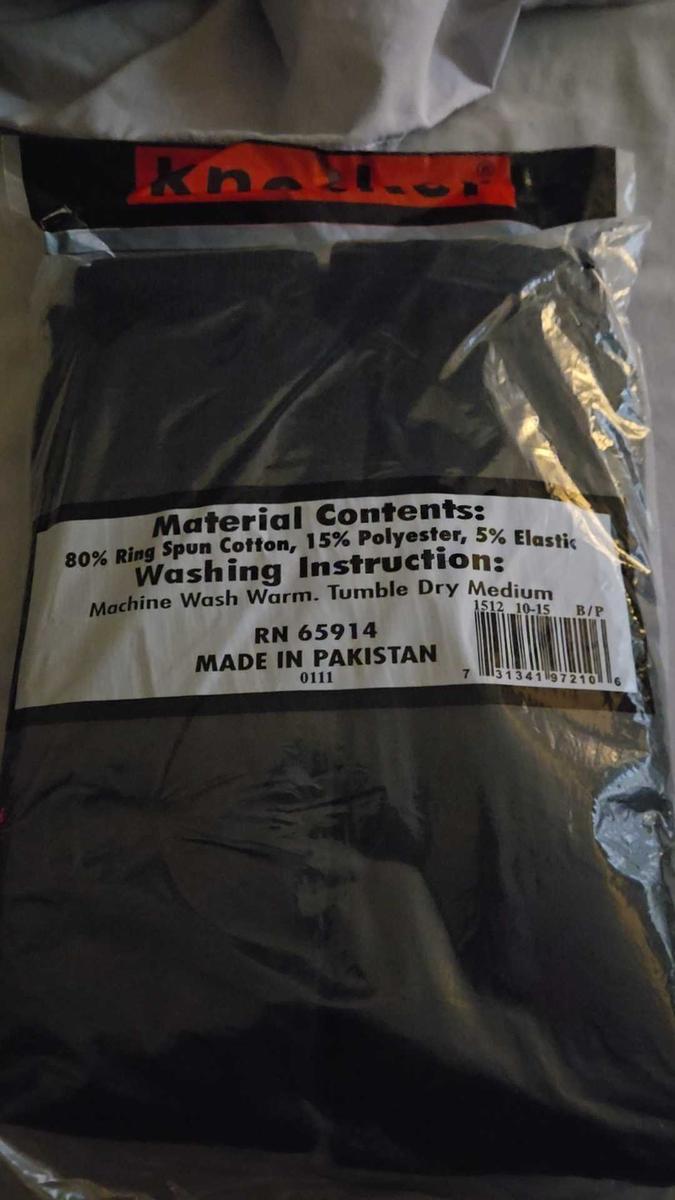 Material Contents:
80% Ring Spun Cotton, 15% Polyester, 5% Elastic
Washing Instruction:
Machine Wash Warm. Tumble Dry Medium
1512 10-15 B/P
RN 65914
MADE IN PAKISTAN
0111
7 31341 97210 6